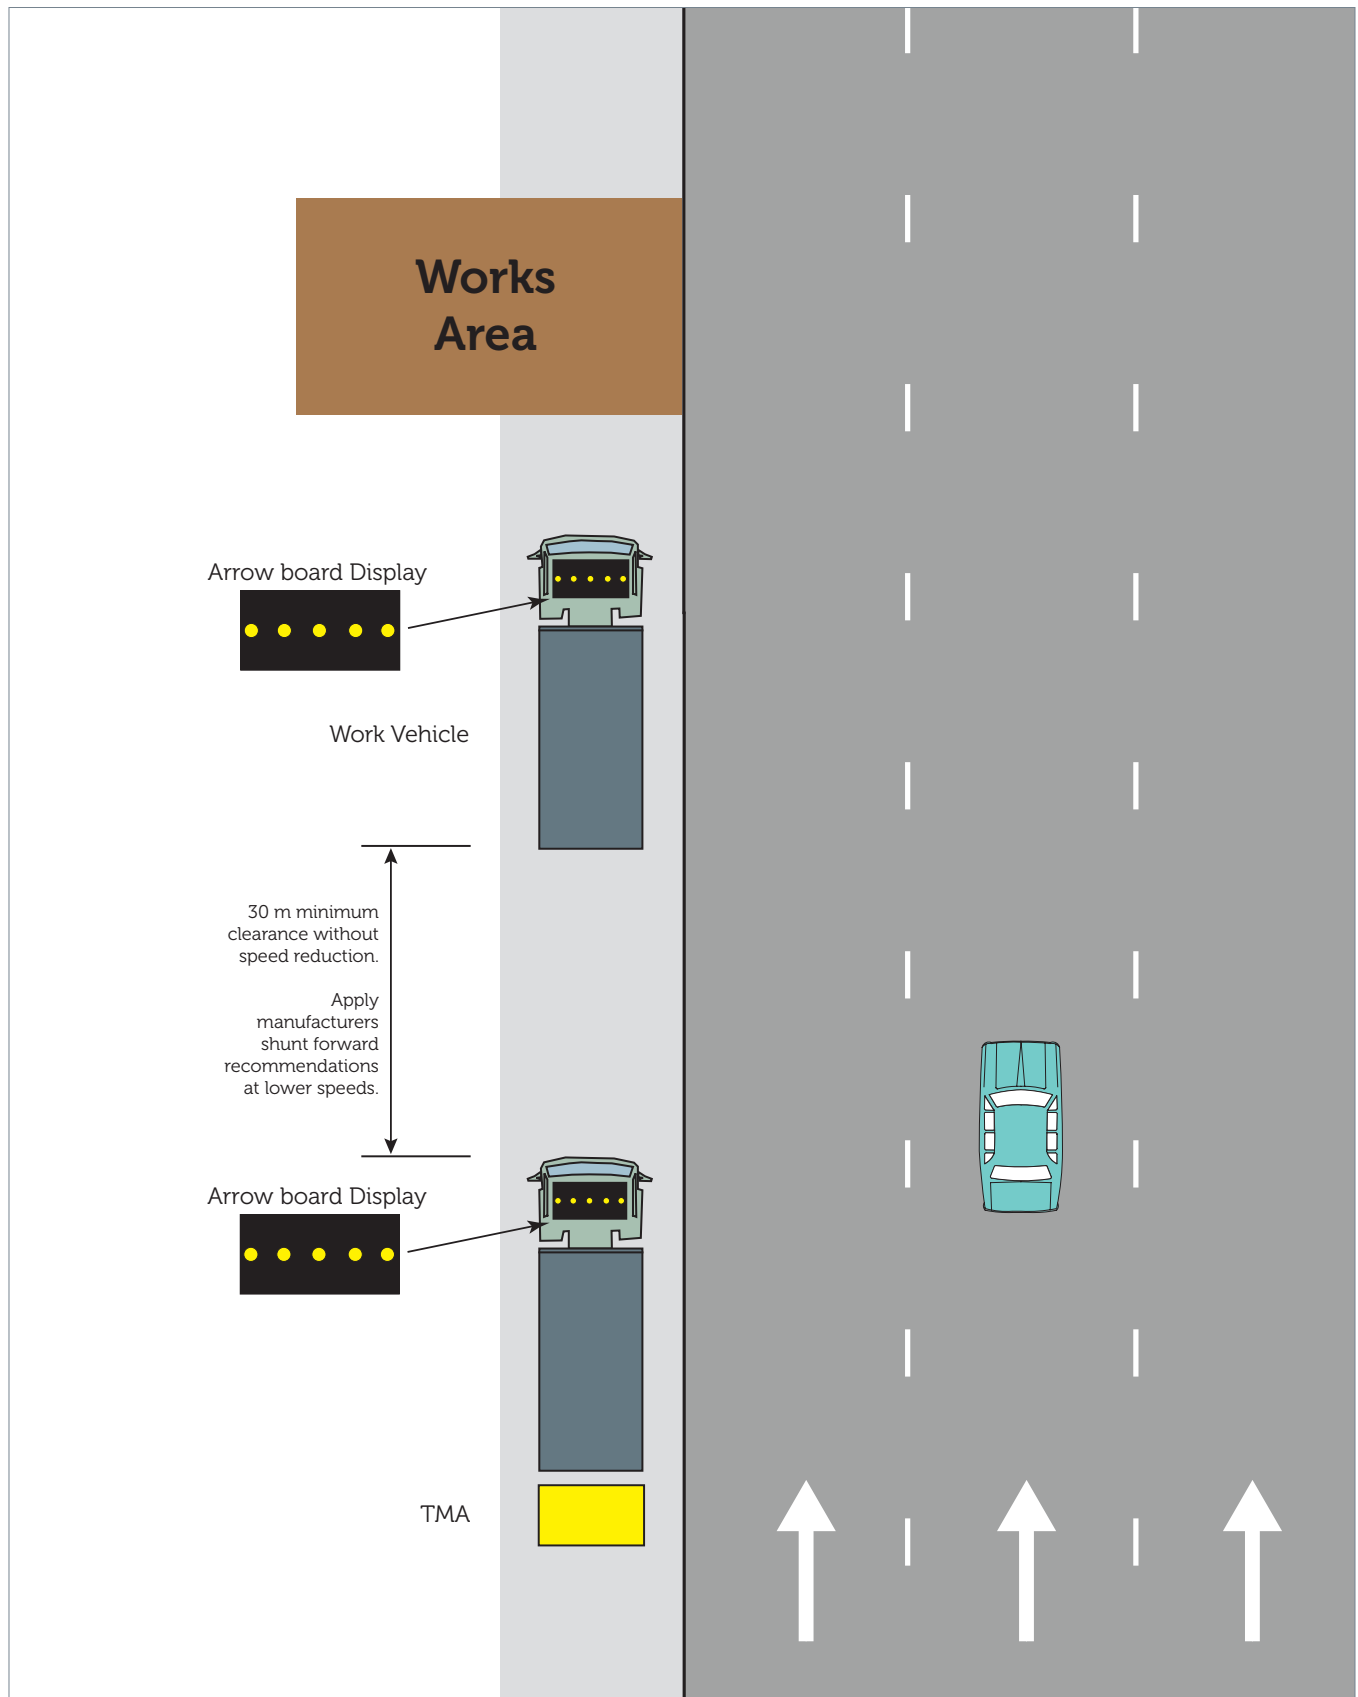 Works
Area
Arrow board Display
Work Vehicle
30 m minimum
clearance without
speed reduction.
Apply
manufacturers
shunt forward
recommendations
at lower speeds.
Arrow board Display
TMA